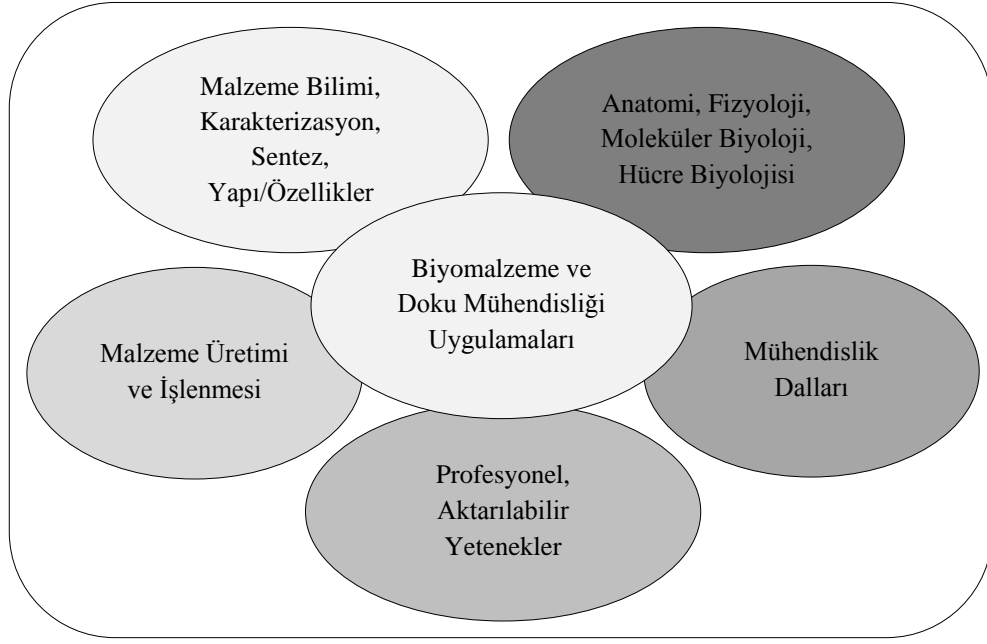 Malzeme Bilimi,
Karakterizasyon,
Sentez,
Yapı/Özellikler
Anatomi, Fizyoloji,
Moleküler Biyoloji,
Hücre Biyolojisi
Biyomalzeme ve
Doku Mühendisliği
Uygulamaları
Malzeme Üretimi
ve İşlenmesi
Mühendislik
Dalları
Profesyonel,
Aktarılabilir
Yetenekler